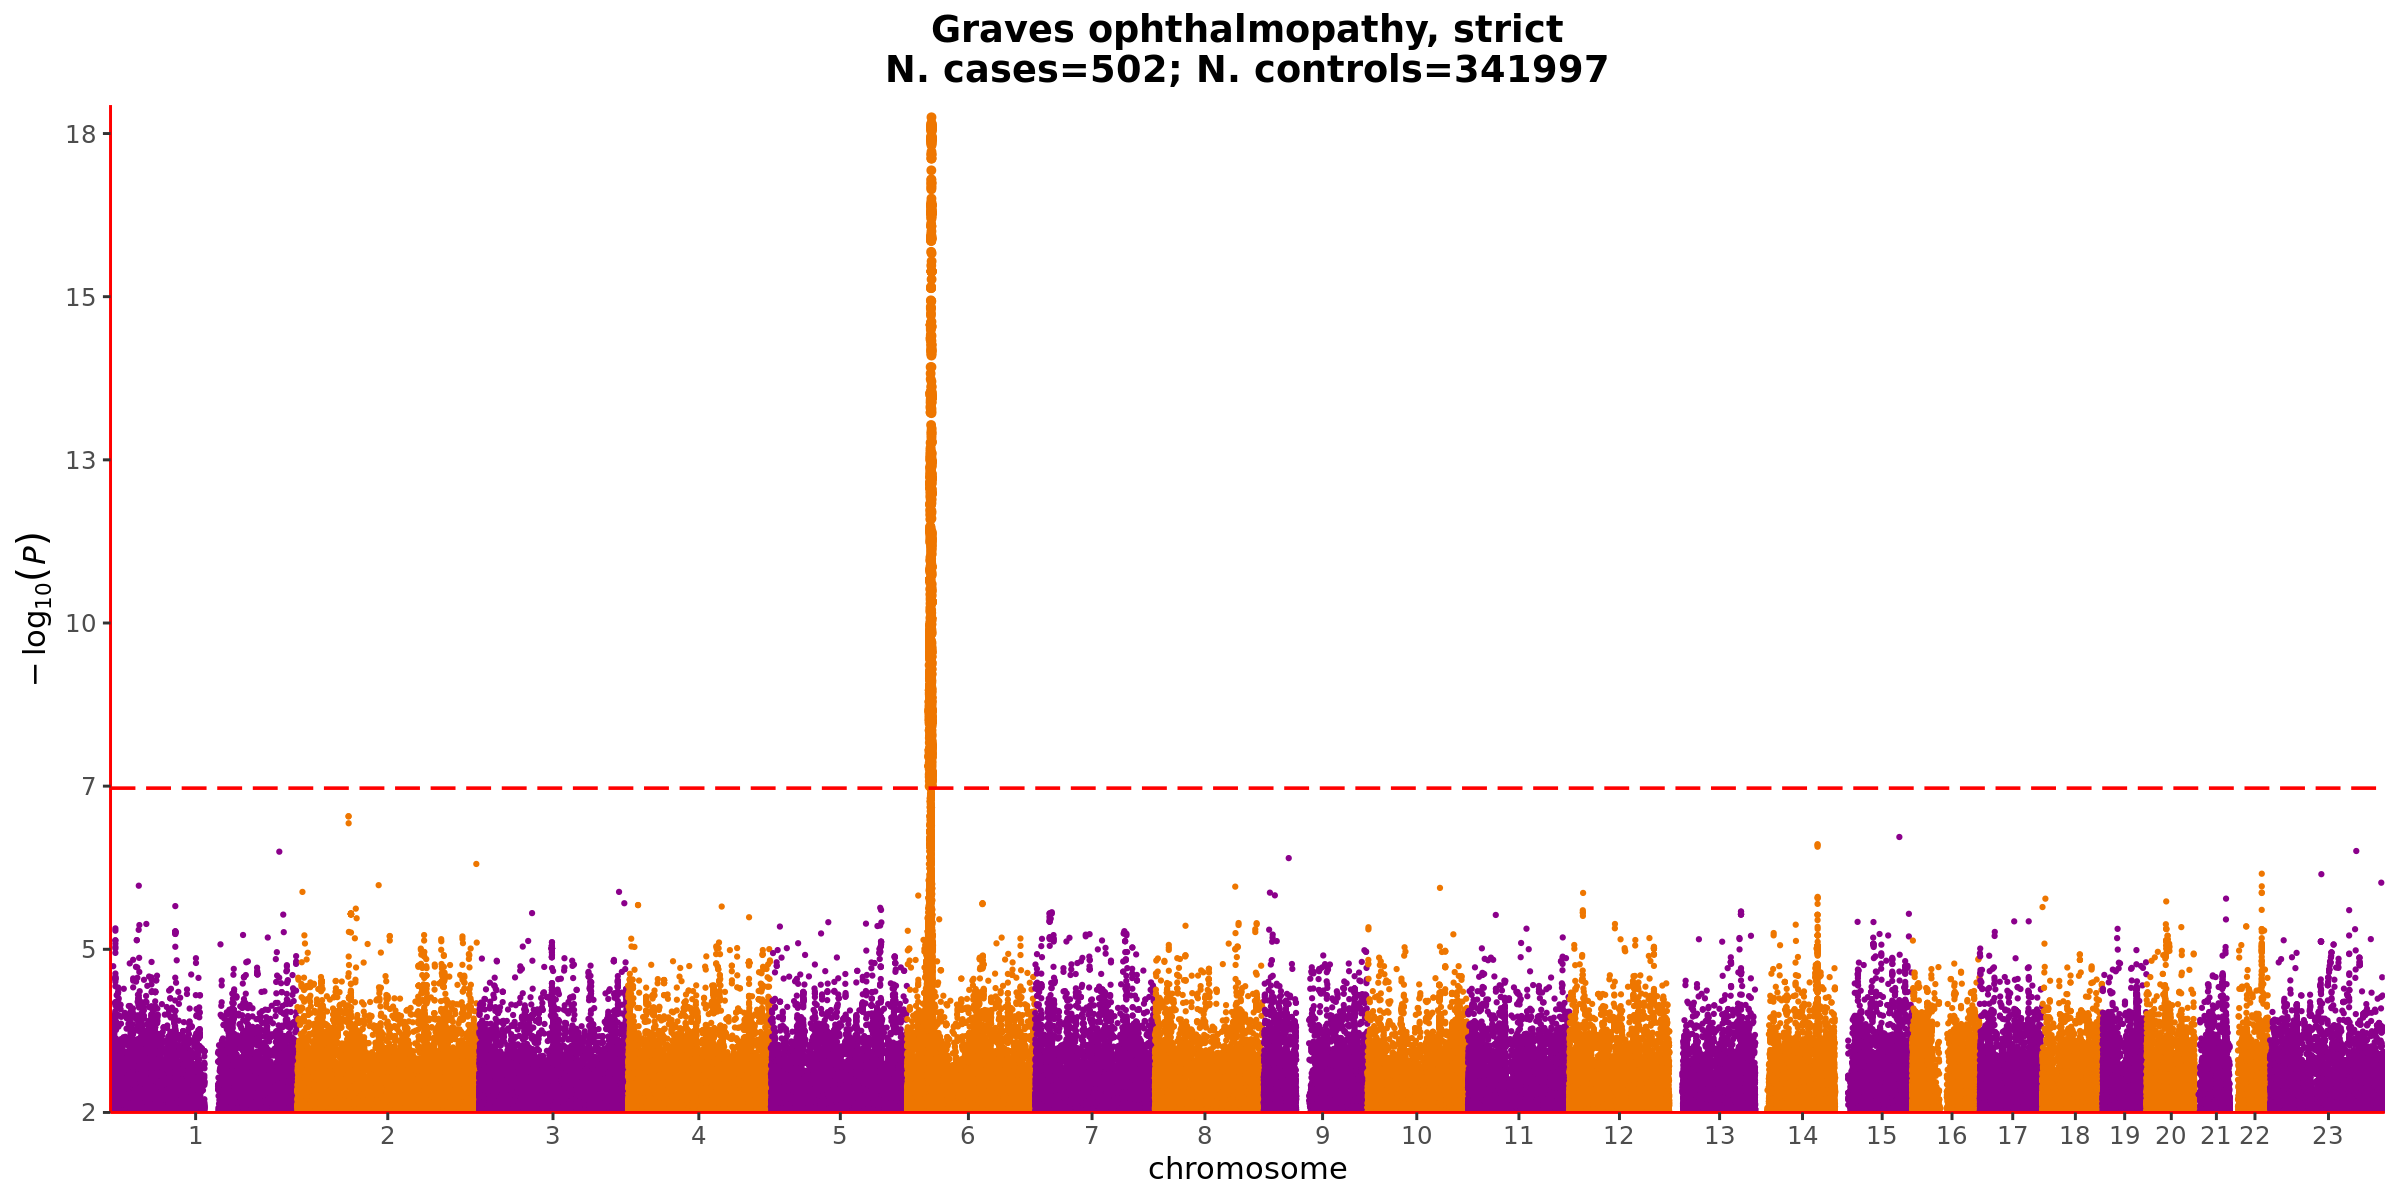 Graves ophthalmopathy, strict
N. cases=502; N. controls=341997
18
15
13
10
7
5
2
−log₁₀(P)
1 2 3 4 5 6 7 8 9 10 11 12 13 14 15 16 17 18 19 20 21 22 23
chromosome